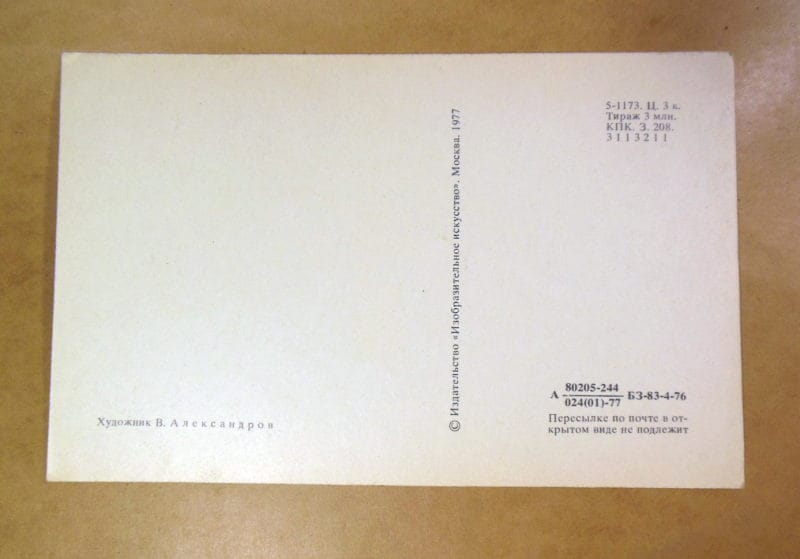 Художник В. Александров
© Издательство «Изобразительное искусство». Москва. 1977
5-1173. Ц. 3 к.
Тираж 3 млн.
КПК. З. 208.
3113211
А 80205-244
024(01)-77 БЗ-83-4-76
Пересылке по почте в от-
крытом виде не подлежит